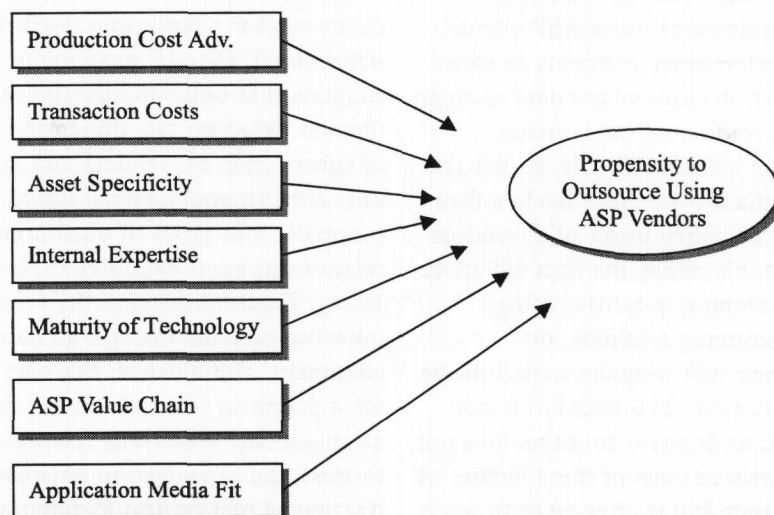 Production Cost Adv.
Transaction Costs
Asset Specificity
Internal Expertise
Maturity of Technology
ASP Value Chain
Application Media Fit
Propensity to
Outsource Using
ASP Vendors